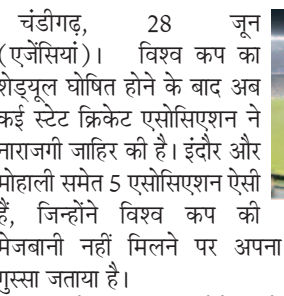 चंडीगढ़, 28 जून
(एजेंसियां)। विश्व कप का
शेड्यूल घोषित होने के बाद अब
कई स्टेट क्रिकेट एसोसिएशन ने
नाराजगी जाहिर की है। इंदौर और
मोहाली समेत 5 एसोसिएशन ऐसी
हैं, जिन्होंने विश्व कप की
मेजबानी नहीं मिलने पर अपना
गुस्सा जताया है।